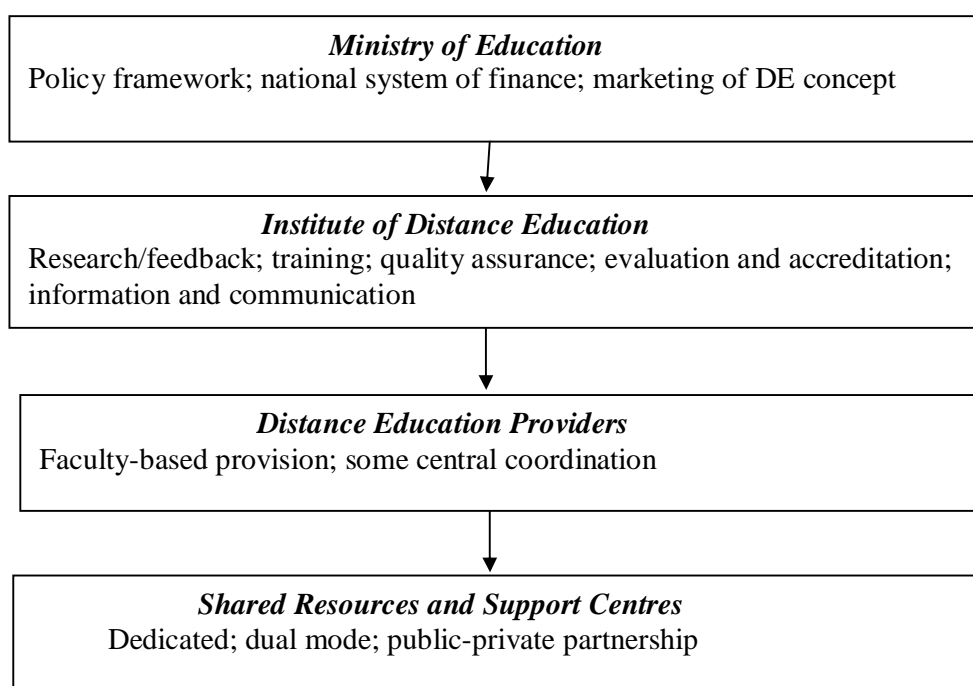 Ministry of Education
Policy framework; national system of finance; marketing of DE concept
Institute of Distance Education
Research/feedback; training; quality assurance; evaluation and accreditation;
information and communication
Distance Education Providers
Faculty-based provision; some central coordination
Shared Resources and Support Centres
Dedicated; dual mode; public-private partnership